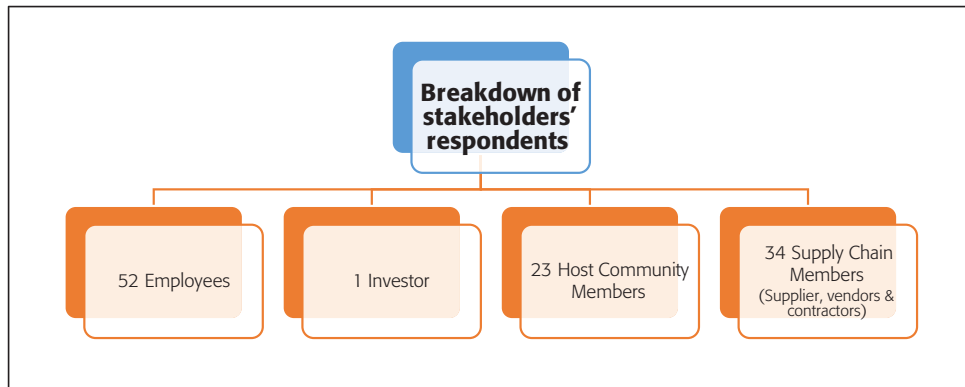 Breakdown of
stakeholders’
respondents
52 Employees
1 Investor
23 Host Community
Members
34 Supply Chain
Members
(Supplier, vendors &
contractors)